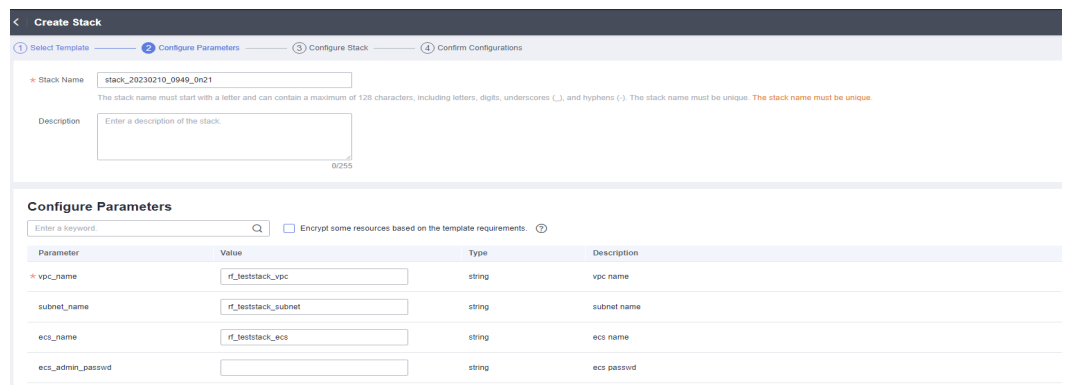 < Create Stack
1 Select Template 2 Configure Parameters 3 Configure Stack 4 Confirm Configurations
* Stack Name stack_20230210_0949_0n21
The stack name must start with a letter and can contain a maximum of 128 characters, including letters, digits, underscores (_), and hyphens (-). The stack name must be unique. The stack name must be unique.
Description Enter a description of the stack.
0/255
Configure Parameters
Enter a keyword. Encrypt some resources based on the template requirements. ?
Parameter Value Type Description
* vpc_name rf_teststack_vpc string vpc name
subnet_name rf_teststack_subnet string subnet name
ecs_name rf_teststack_ecs string ecs name
ecs_admin_passwd string ecs passwd